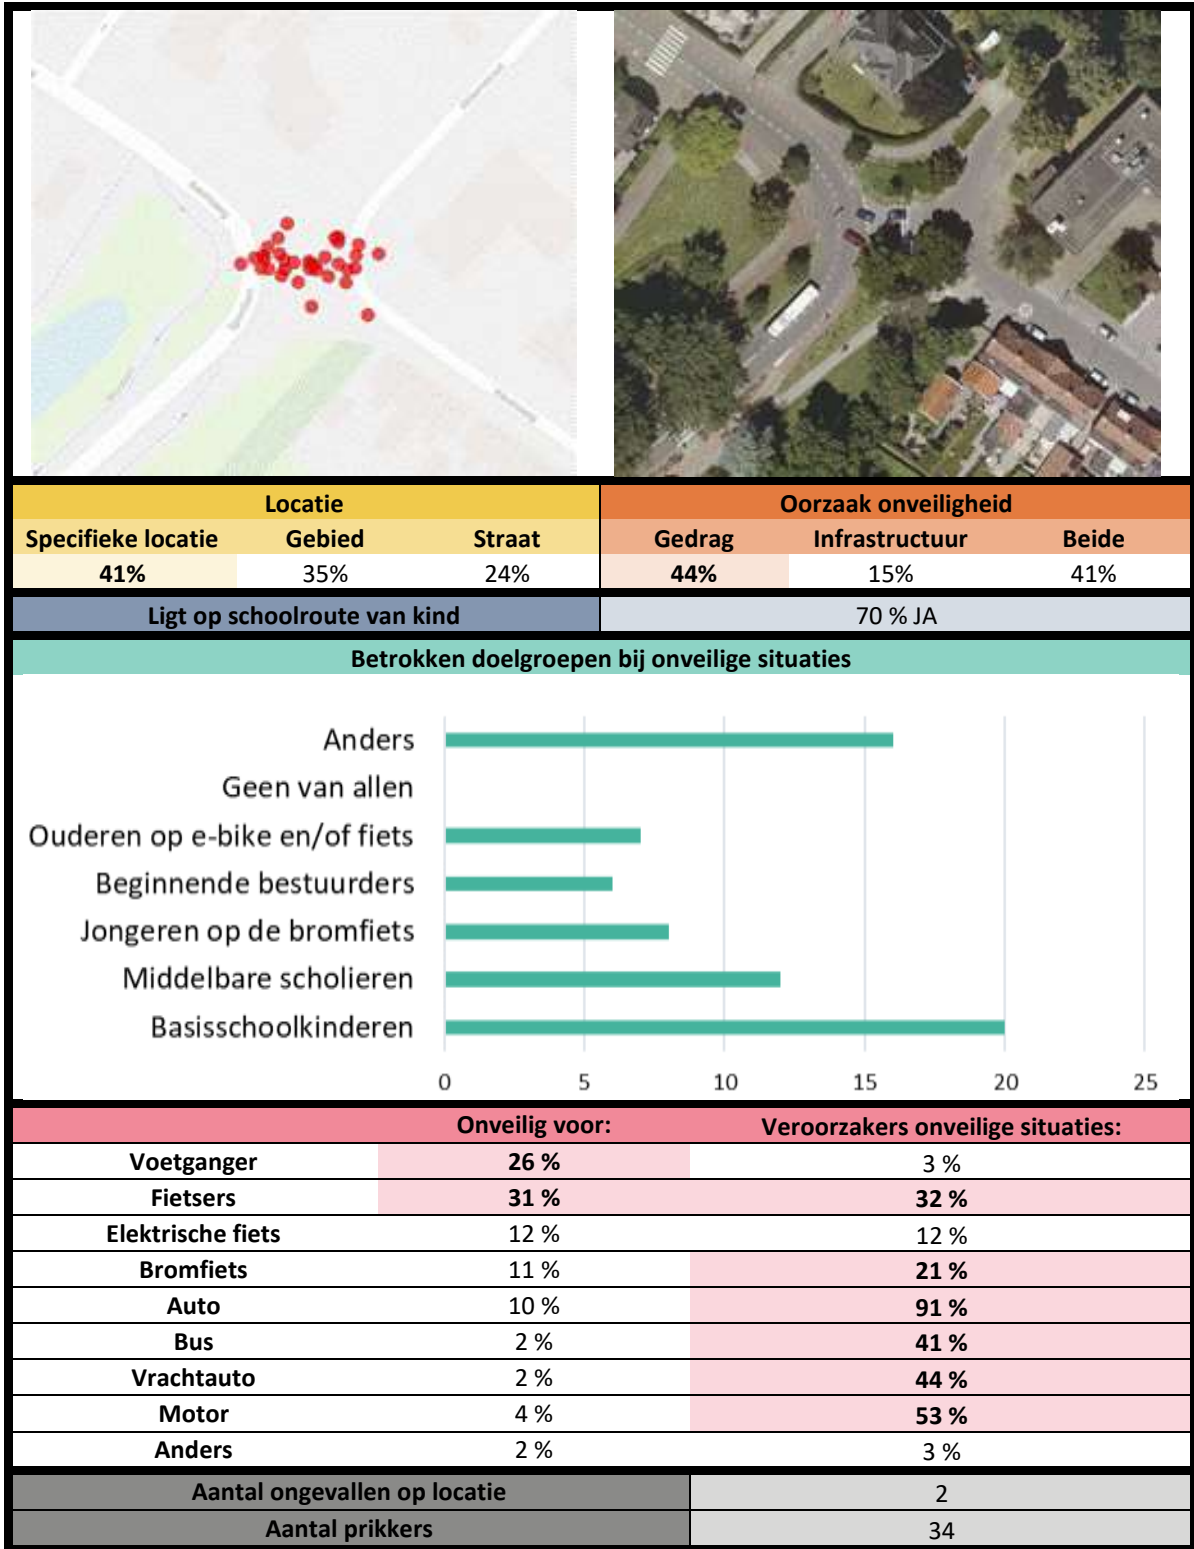 Locatie Oorzaak onveiligheid
Specifieke locatie Gebied Straat Gedrag Infrastructuur Beide
41% 35% 24% 44% 15% 41%
Ligt op schoolroute van kind 70 % JA
Betrokken doelgroepen bij onveilige situaties
Anders
Geen van allen
Ouderen op e-bike en/of fiets
Beginnende bestuurders
Jongeren op de bromfiets
Middelbare scholieren
Basisschoolkinderen
0 5 10 15 20 25
Onveilig voor: Veroorzakers onveilige situaties:
Voetganger 26 % 3 %
Fietsers 31 % 32 %
Elektrische fiets 12 % 12 %
Bromfiets 11 % 21 %
Auto 10 % 91 %
Bus 2 % 41 %
Vrachtauto 2 % 44 %
Motor 4 % 53 %
Anders 2 % 3 %
Aantal ongevallen op locatie 2
Aantal prikkers 34